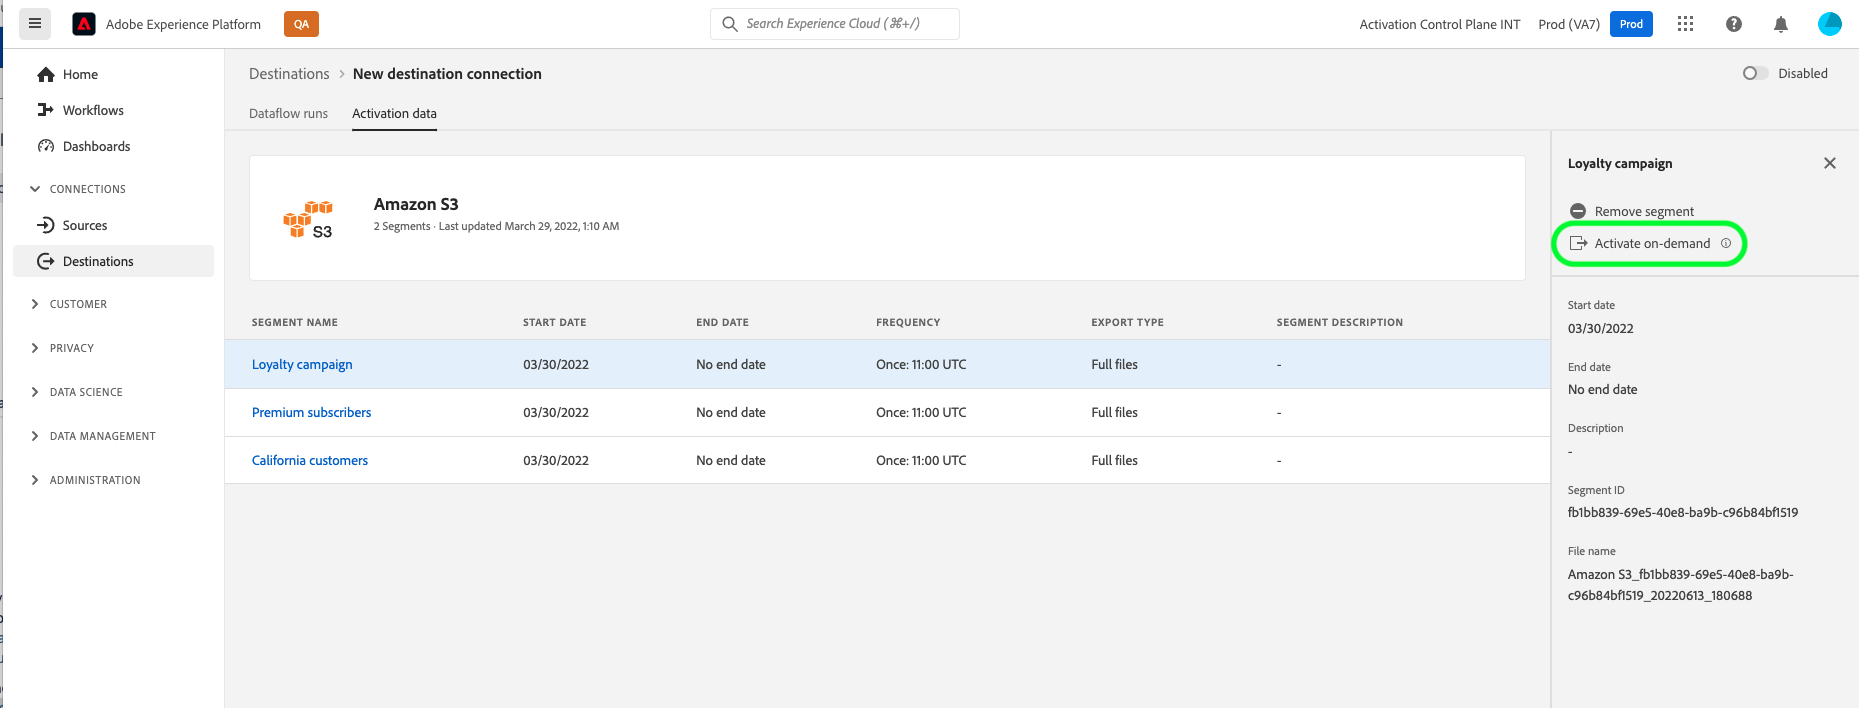 Adobe Experience Platform QA Search Experience Cloud (⌘+/) Activation Control Plane INT Prod (VA7) Prod
Home
Workflows
Dashboards
CONNECTIONS
Sources
Destinations
CUSTOMER
PRIVACY
DATA SCIENCE
DATA MANAGEMENT
ADMINISTRATION
Destinations > New destination connection Disabled
Dataflow runs Activation data
S3
Amazon S3
2 Segments · Last updated March 29, 2022, 1:10 AM
SEGMENT NAME START DATE END DATE FREQUENCY EXPORT TYPE SEGMENT DESCRIPTION
Loyalty campaign 03/30/2022 No end date Once: 11:00 UTC Full files -
Premium subscribers 03/30/2022 No end date Once: 11:00 UTC Full files -
California customers 03/30/2022 No end date Once: 11:00 UTC Full files -
Loyalty campaign
Remove segment
Activate on-demand
Start date
03/30/2022
End date
No end date
Description
-
Segment ID
fb1bb839-69e5-40e8-ba9b-c96b84bf1519
File name
Amazon S3_fb1bb839-69e5-40e8-ba9b-
c96b84bf1519_20220613_180688